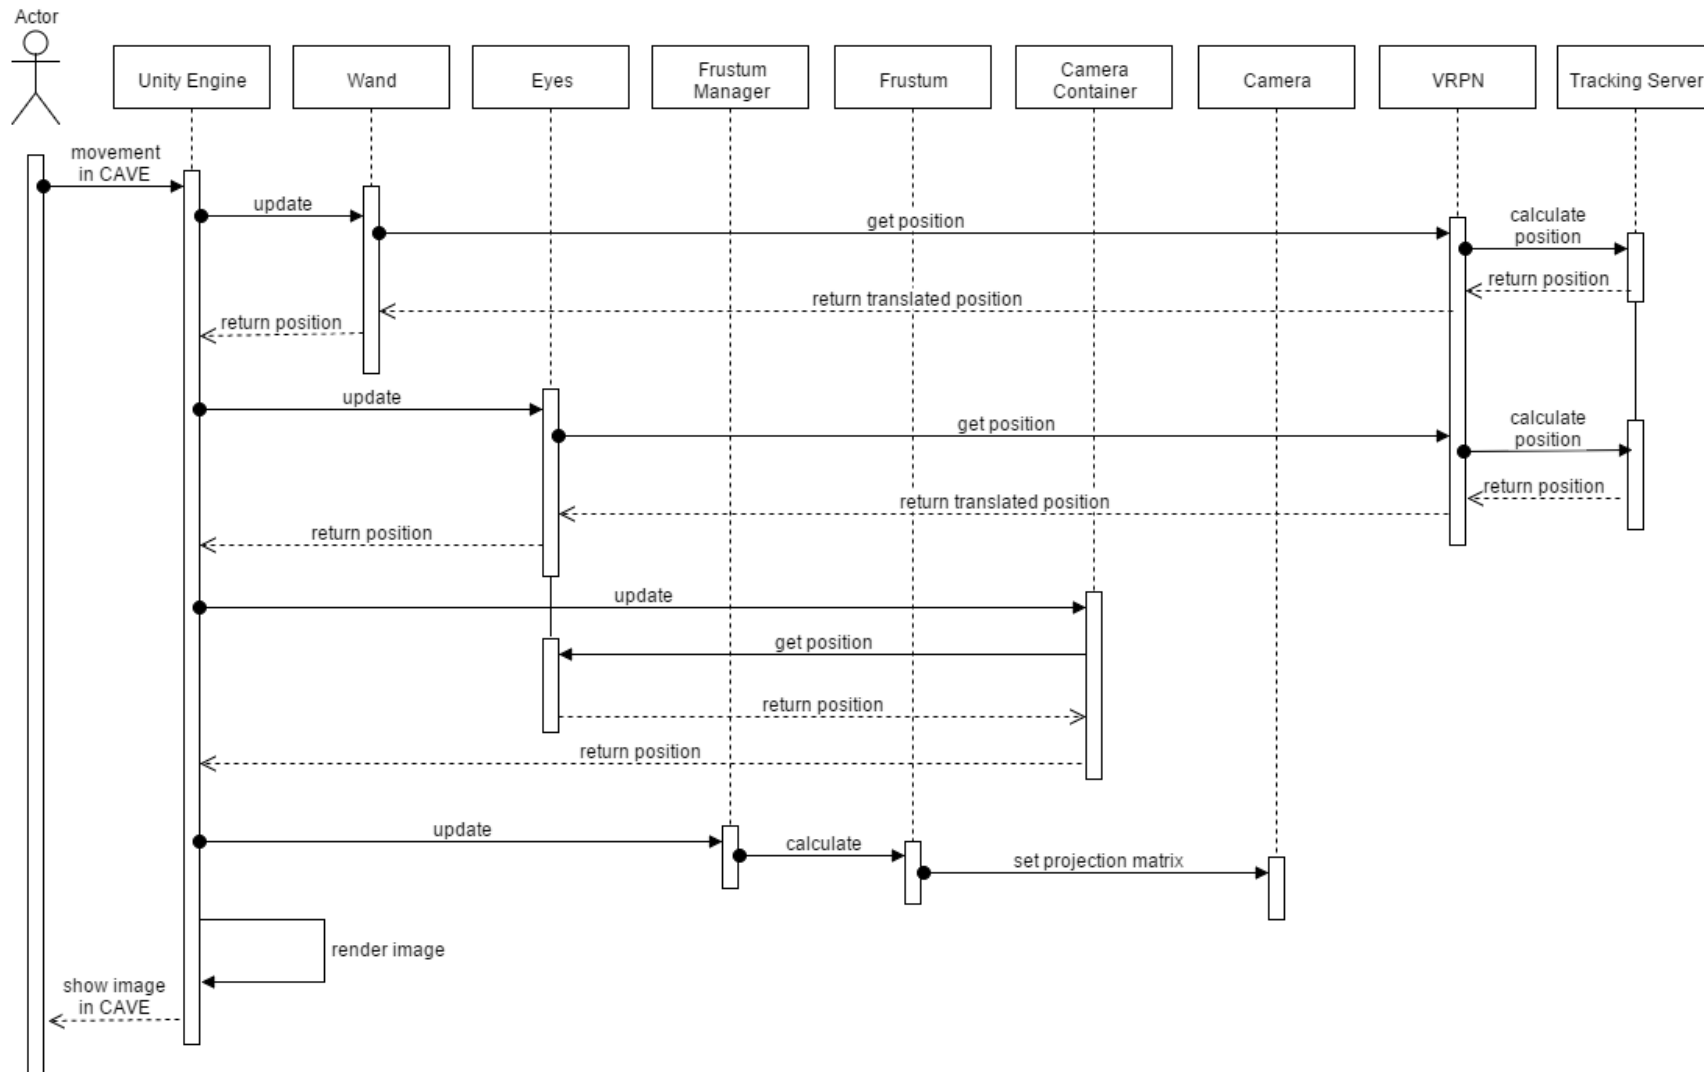 Actor
Unity Engine
Wand
Eyes
Frustum
Manager
Frustum
Camera
Container
Camera
VRPN
Tracking Server
movement
in CAVE
update
get position
calculate
position
return position
return translated position
return position
update
get position
calculate
position
return position
return translated position
return position
update
get position
return position
return position
update
calculate
set projection matrix
render image
show image
in CAVE